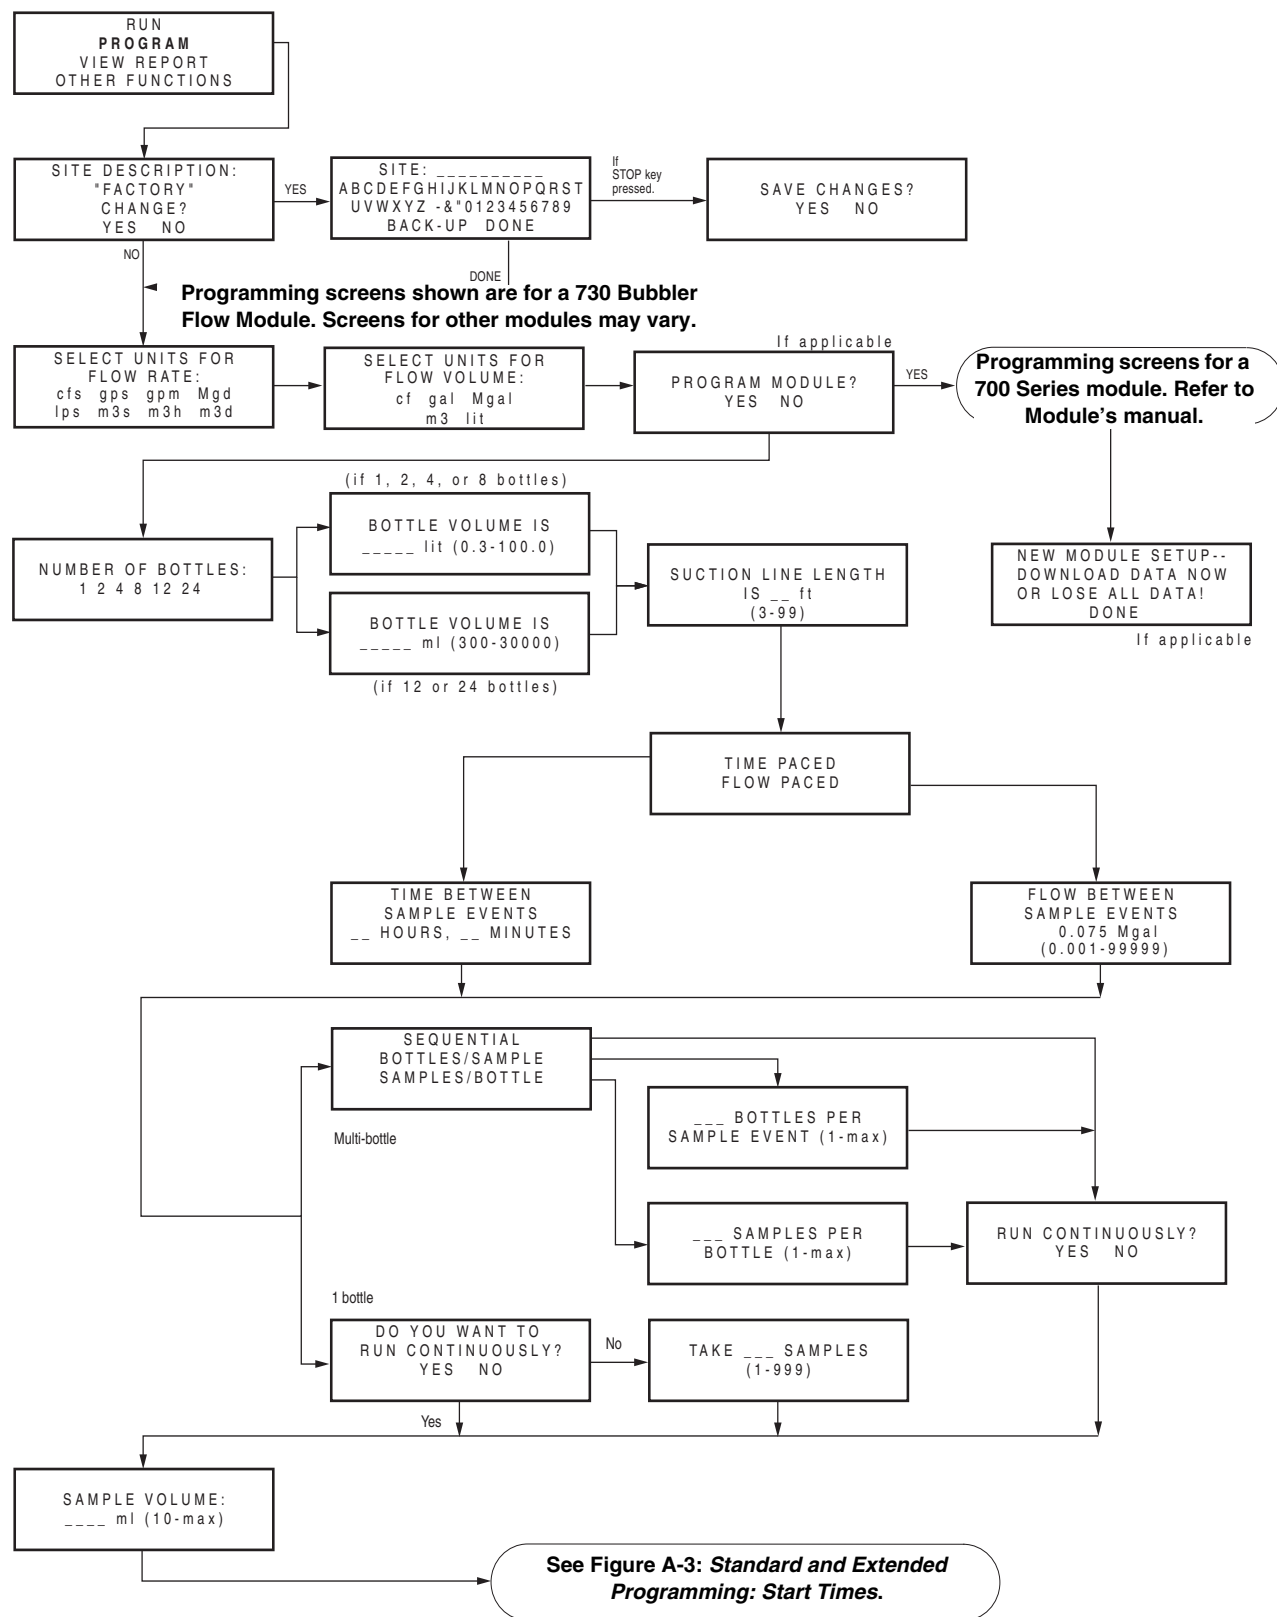 RUN
PROGRAM
VIEW REPORT
OTHER FUNCTIONS
SITE DESCRIPTION:
"FACTORY"
CHANGE?
YES NO
YES
SITE: __________
ABCDEFGHIJKLMNOPQRST
UVWXYZ -&"0123456789
BACK-UP DONE
If
STOP key
pressed.
SAVE CHANGES?
YES NO
NO
DONE
Programming screens shown are for a 730 Bubbler
Flow Module. Screens for other modules may vary.
SELECT UNITS FOR
FLOW RATE:
cfs gps gpm Mgd
lps m3s m3h m3d
SELECT UNITS FOR
FLOW VOLUME:
cf gal Mgal
m3 lit
If applicable
PROGRAM MODULE?
YES NO
YES
Programming screens for a
700 Series module. Refer to
Module's manual.
NUMBER OF BOTTLES:
1 2 4 8 12 24
(if 1, 2, 4, or 8 bottles)
BOTTLE VOLUME IS
_____ lit (0.3-100.0)
BOTTLE VOLUME IS
_____ ml (300-30000)
(if 12 or 24 bottles)
SUCTION LINE LENGTH
IS __ ft
(3-99)
NEW MODULE SETUP--
DOWNLOAD DATA NOW
OR LOSE ALL DATA!
DONE
If applicable
TIME PACED
FLOW PACED
TIME BETWEEN
SAMPLE EVENTS
__ HOURS, __ MINUTES
FLOW BETWEEN
SAMPLE EVENTS
0.075 Mgal
(0.001-99999)
SEQUENTIAL
BOTTLES/SAMPLE
SAMPLES/BOTTLE
Multi-bottle
___ BOTTLES PER
SAMPLE EVENT (1-max)
___ SAMPLES PER
BOTTLE (1-max)
RUN CONTINUOUSLY?
YES NO
1 bottle
DO YOU WANT TO
RUN CONTINUOUSLY?
YES NO
No
TAKE ___ SAMPLES
(1-999)
Yes
SAMPLE VOLUME:
____ ml (10-max)
See Figure A-3: Standard and Extended
Programming: Start Times.